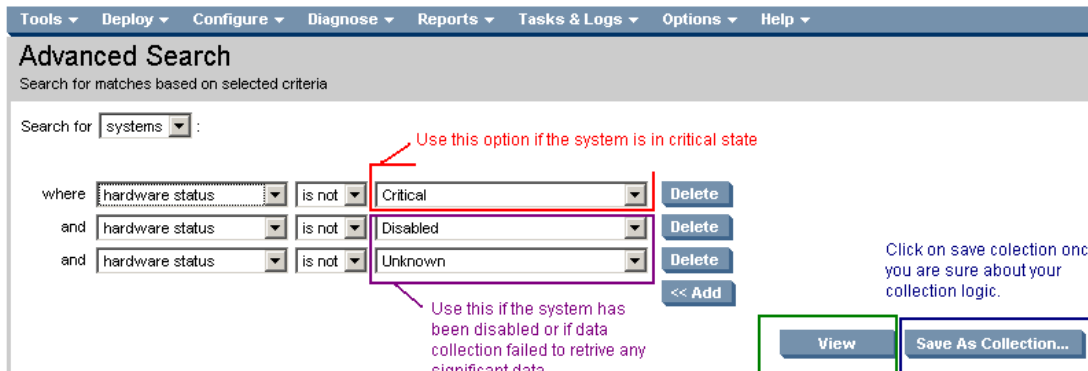 Tools Deploy Configure Diagnose Reports Tasks & Logs Options Help
Advanced Search
Search for matches based on selected criteria
Search for systems :
Use this option if the system is in critical state
where hardware status is not Critical Delete
and hardware status is not Disabled Delete
and hardware status is not Unknown Delete
<< Add
Click on save colection onc
you are sure about your
collection logic.
Use this if the system has
been disabled or if data
collection failed to retrive any
significant data
View Save As Collection...